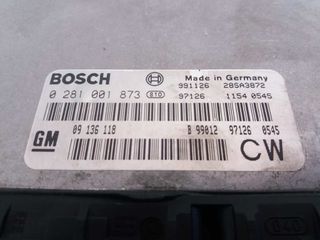 BOSCH
Made in Germany
991126 28SA3872
0 281 001 873 ETO 97126 1154 0545
GM 09 136 118 B 99012 97126 0545
CW